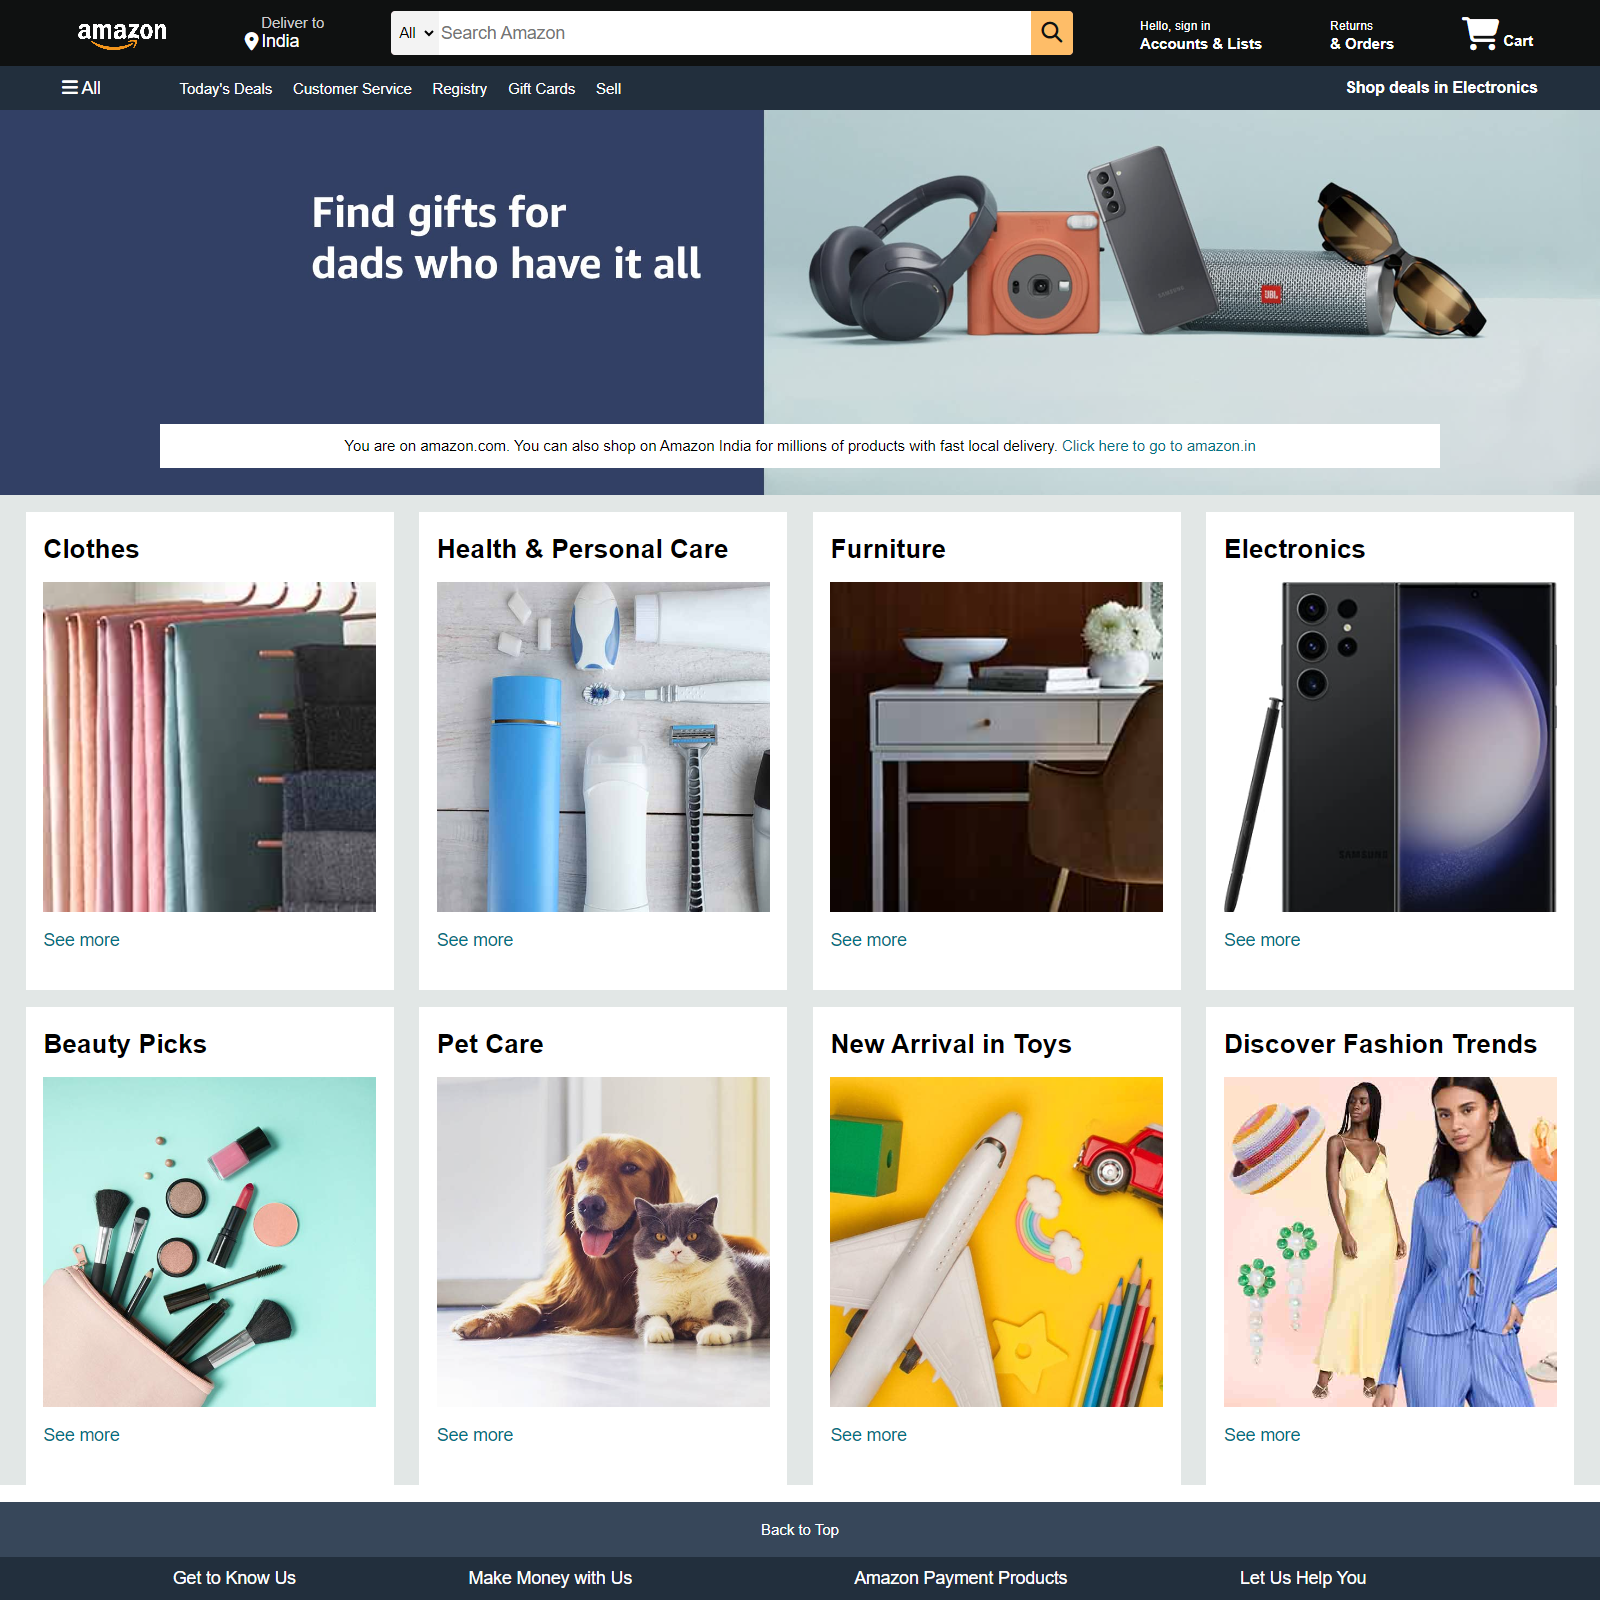 amazon
Deliver to
India
All
Search Amazon
Hello, sign in
Accounts & Lists
Returns
& Orders
Cart
All
Today's Deals
Customer Service
Registry
Gift Cards
Sell
Shop deals in Electronics
Find gifts for
dads who have it all
SAMSUNG
JBL
You are on amazon.com. You can also shop on Amazon India for millions of products with fast local delivery. Click here to go to amazon.in
Clothes
Health & Personal Care
Furniture
Electronics
W
SAMSUNG
See more
See more
See more
See more
Beauty Picks
Pet Care
New Arrival in Toys
Discover Fashion Trends
See more
See more
See more
See more
Back to Top
Get to Know Us
Make Money with Us
Amazon Payment Products
Let Us Help You